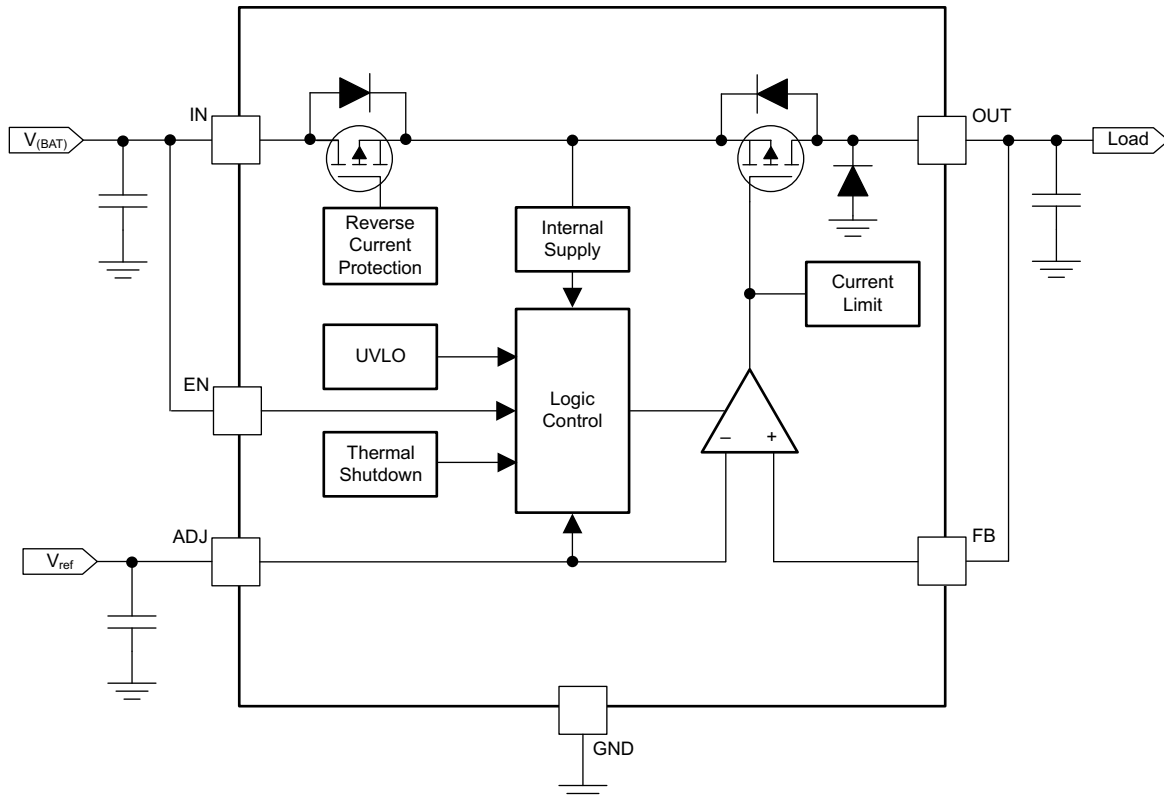 IN
OUT
V(BAT)
Load
Reverse
Current
Protection
Internal
Supply
Current
Limit
UVLO
EN
Logic
Control
– +
Thermal
Shutdown
ADJ
FB
Vref
GND